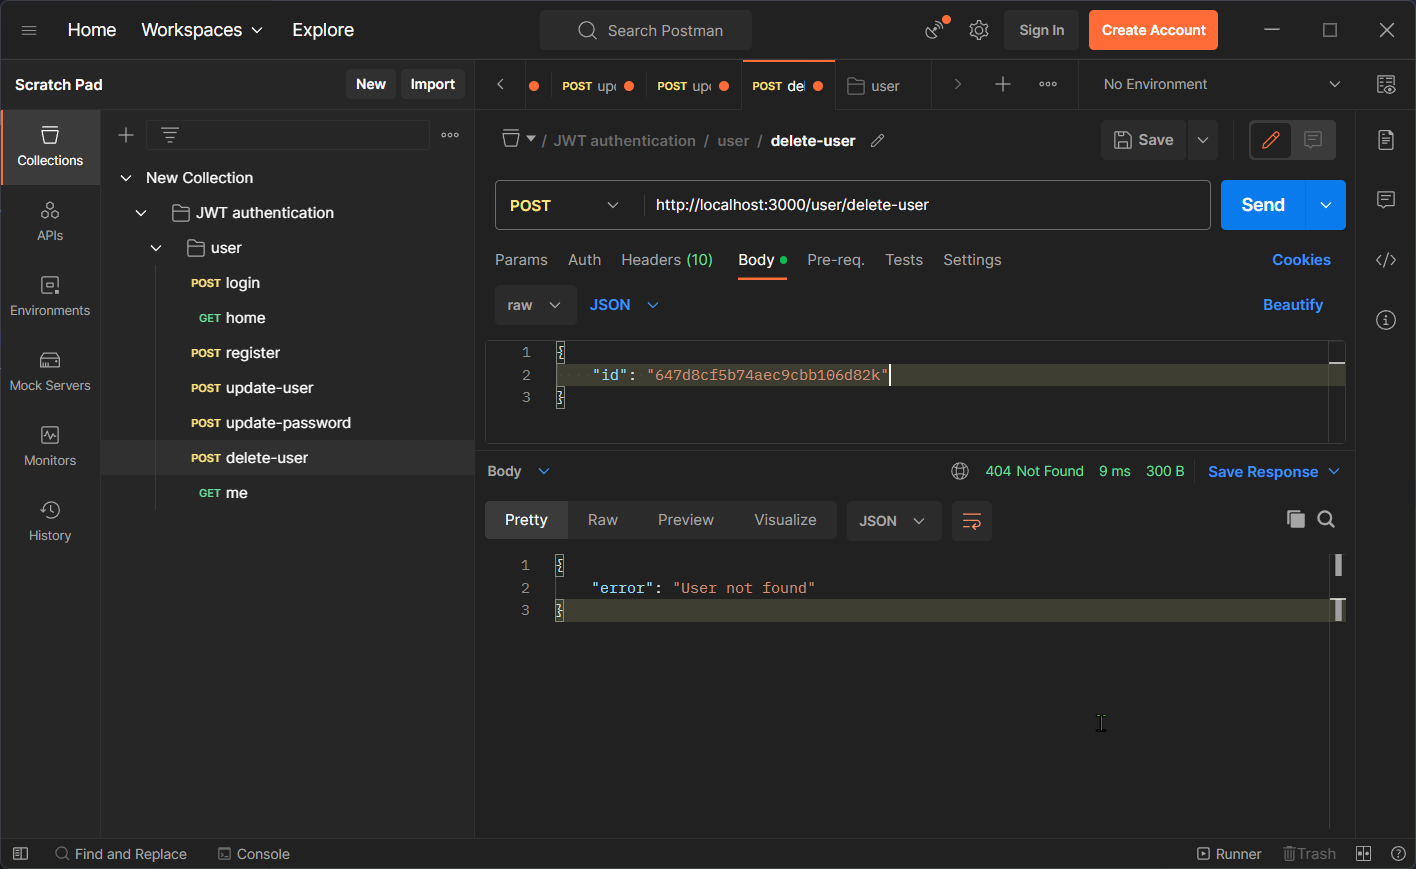 Home Workspaces Explore Search Postman Sign In Create Account
Scratch Pad New Import POST upd POST upd POST del user No Environment
Collections
APIs
Environments
Mock Servers
Monitors
History
New Collection
JWT authentication
user
POST login
GET home
POST register
POST update-user
POST update-password
POST delete-user
GET me
/ JWT authentication / user / delete-user Save
POST http://localhost:3000/user/delete-user Send
Params Auth Headers (10) Body Pre-req. Tests Settings Cookies
raw JSON Beautify
1 {
2 "id": "647d8cf5b74aec9cbb106d82k"
3 }
Body 404 Not Found 9 ms 300 B Save Response
Pretty Raw Preview Visualize JSON
1 {
2 "error": "User not found"
3 }
Find and Replace Console Runner Trash